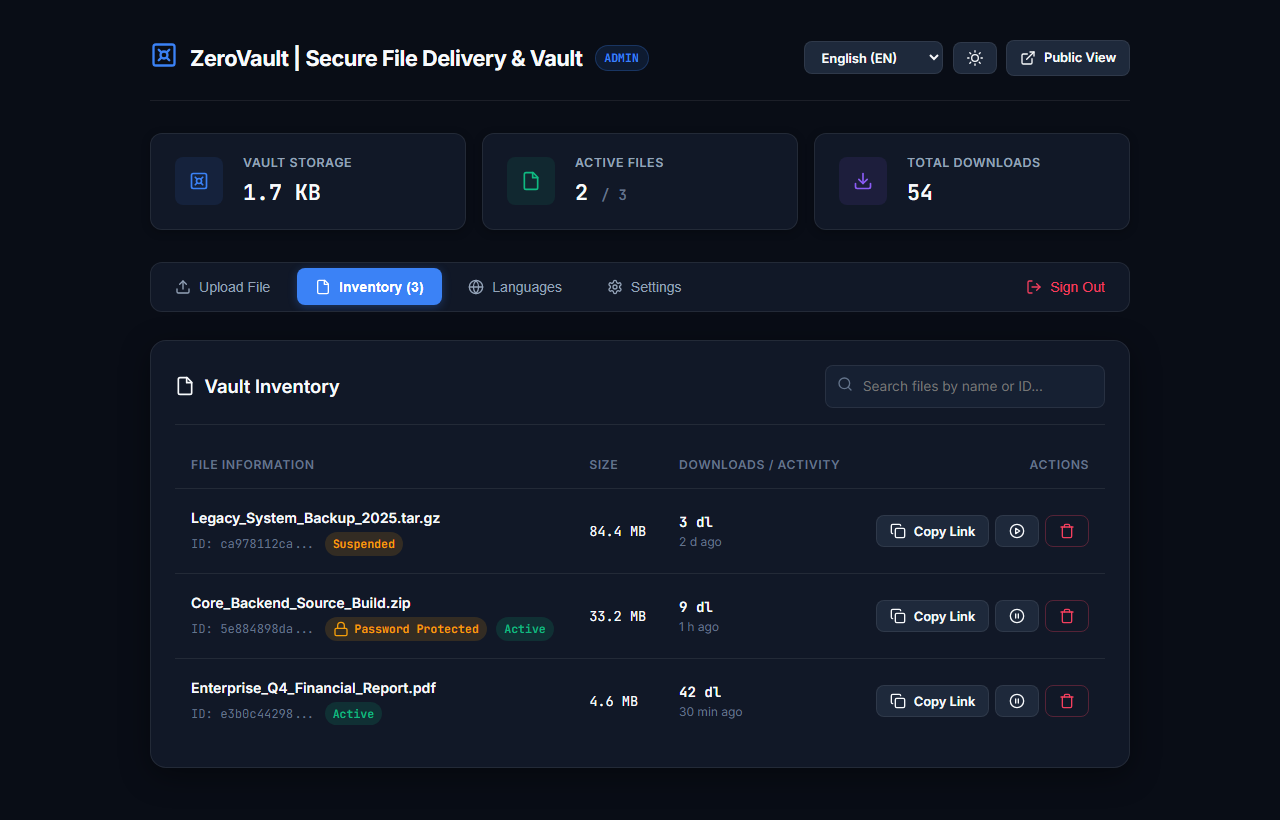 ZeroVault | Secure File Delivery & Vault ADMIN English (EN) Public View
VAULT STORAGE
1.7 KB
ACTIVE FILES
2 / 3
TOTAL DOWNLOADS
54
Upload File Inventory (3) Languages Settings Sign Out
Vault Inventory Search files by name or ID...
FILE INFORMATION SIZE DOWNLOADS / ACTIVITY ACTIONS
Legacy_System_Backup_2025.tar.gz
ID: ca978112ca... Suspended
84.4 MB
3 dl
2 d ago
Copy Link
Core_Backend_Source_Build.zip
ID: 5e884898da... Password Protected Active
33.2 MB
9 dl
1 h ago
Copy Link
Enterprise_Q4_Financial_Report.pdf
ID: e3b0c44298... Active
4.6 MB
42 dl
30 min ago
Copy Link